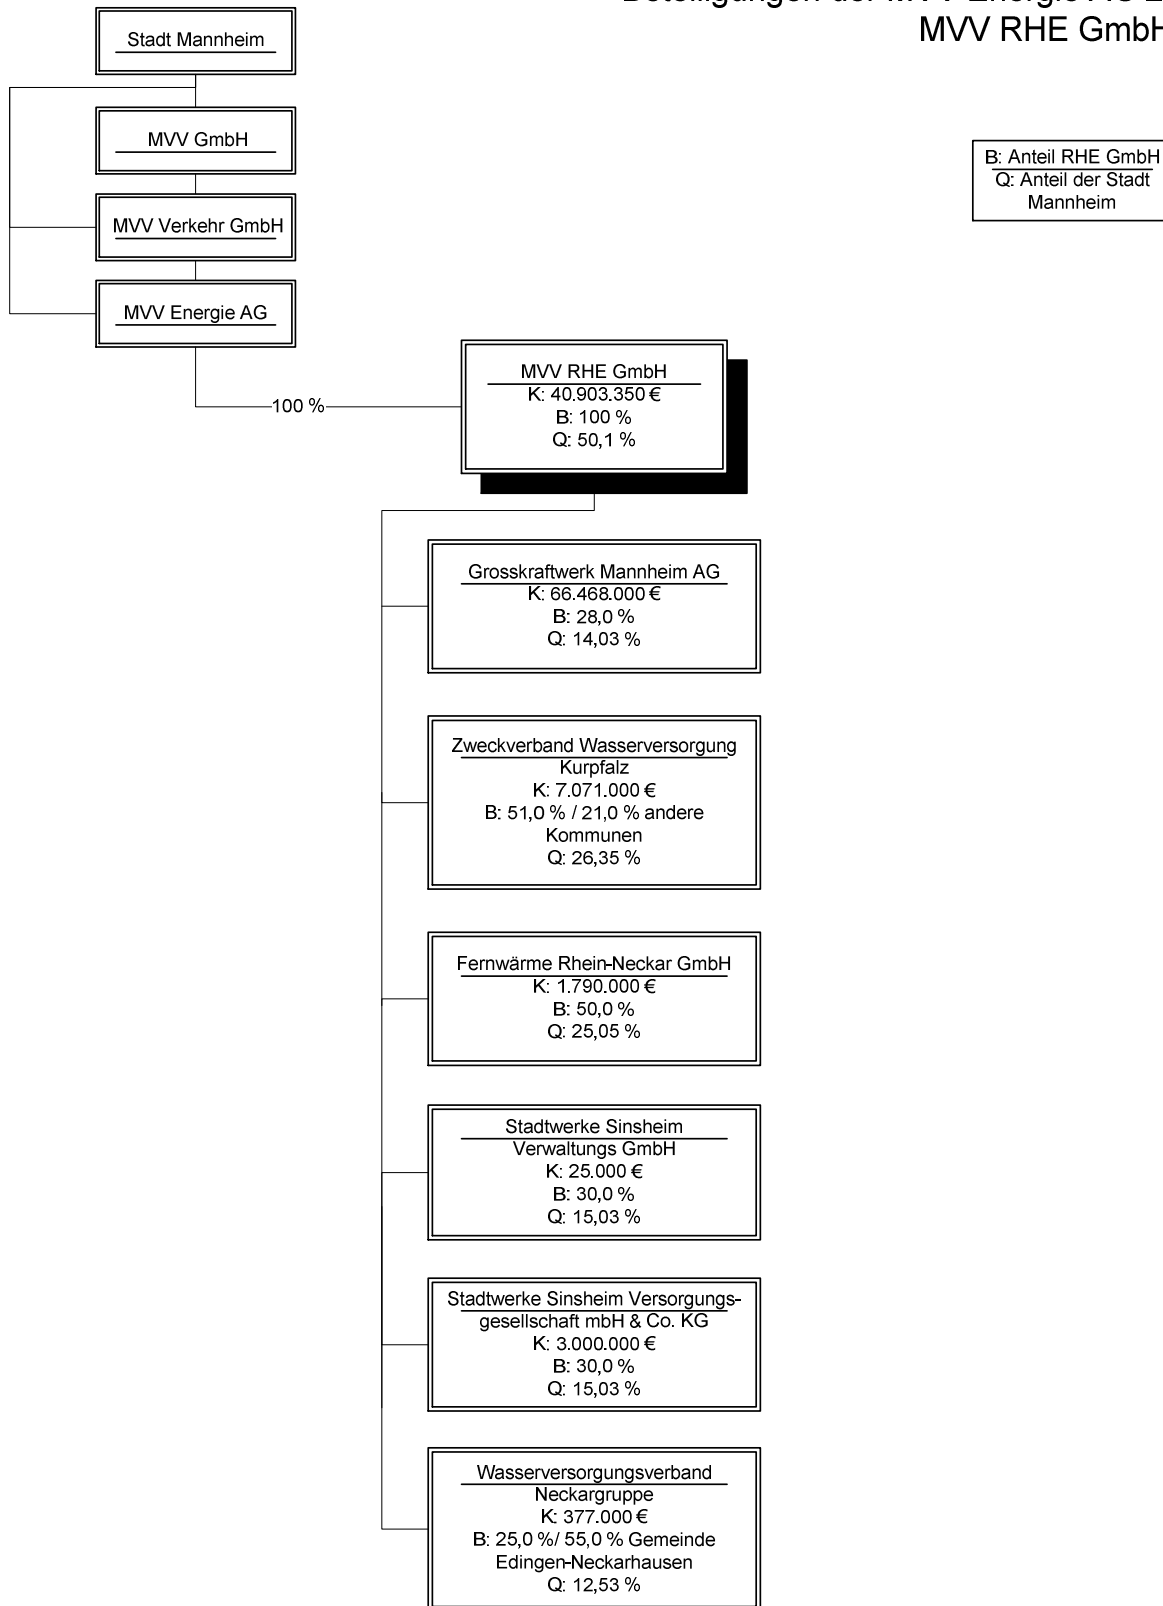 MVV RHE GmbH
Stadt Mannheim
MVV GmbH
MVV Verkehr GmbH
MVV Energie AG
B: Anteil RHE GmbH
Q: Anteil der Stadt
Mannheim
100 %
MVV RHE GmbH
K: 40.903.350 €
B: 100 %
Q: 50,1 %
Grosskraftwerk Mannheim AG
K: 66.468.000 €
B: 28,0 %
Q: 14,03 %
Zweckverband Wasserversorgung
Kurpfalz
K: 7.071.000 €
B: 51,0 % / 21,0 % andere
Kommunen
Q: 26,35 %
Fernwärme Rhein-Neckar GmbH
K: 1.790.000 €
B: 50,0 %
Q: 25,05 %
Stadtwerke Sinsheim
Verwaltungs GmbH
K: 25.000 €
B: 30,0 %
Q: 15,03 %
Stadtwerke Sinsheim Versorgungs-
gesellschaft mbH & Co. KG
K: 3.000.000 €
B: 30,0 %
Q: 15,03 %
Wasserversorgungsverband
Neckargruppe
K: 377.000 €
B: 25,0 %/ 55,0 % Gemeinde
Edingen-Neckarhausen
Q: 12,53 %